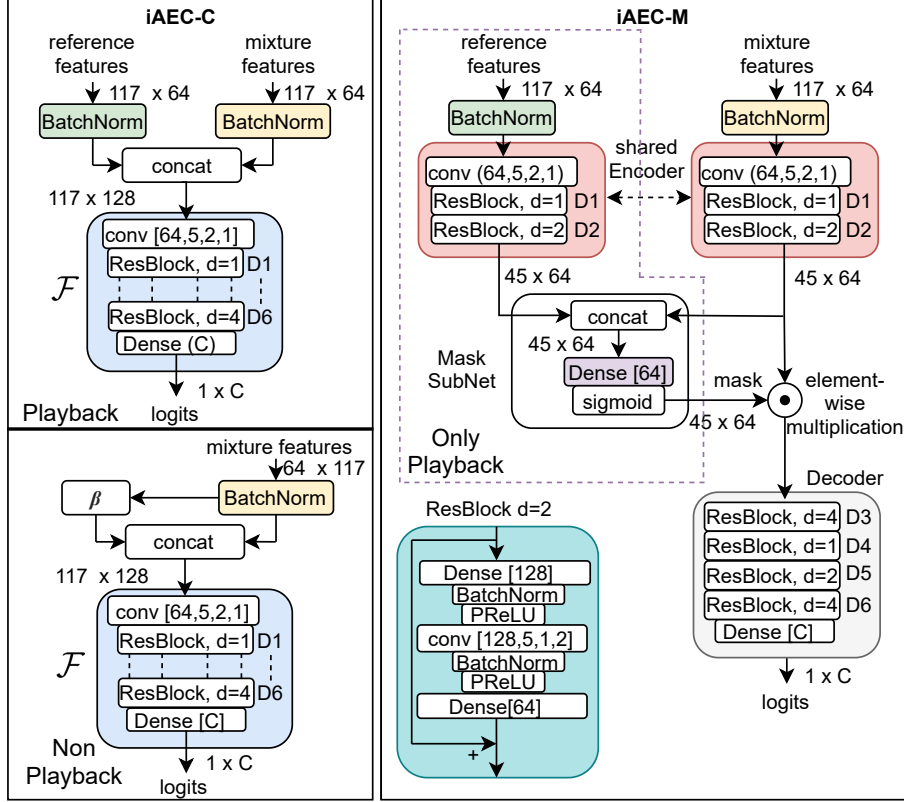 iAEC-C
reference
features
mixture
features
117 x 64
117 x 64
BatchNorm
BatchNorm
concat
117 x 128
conv [64,5,2,1]
ResBlock, d=1 D1
ℱ
ResBlock, d=4 D6
Dense (C)
1 x C
Playback
logits
mixture features
64 x 117
β
BatchNorm
concat
117 x 128
conv [64,5,2,1]
ResBlock, d=1 D1
ℱ
ResBlock, d=4 D6
Dense [C]
Non
Playback
1 x C
logits
iAEC-M
reference
features
mixture
features
117 x 64
117 x 64
BatchNorm
BatchNorm
shared
Encoder
conv (64,5,2,1)
ResBlock, d=1 D1
ResBlock, d=2 D2
conv (64,5,2,1)
ResBlock, d=1 D1
ResBlock, d=2 D2
45 x 64
45 x 64
concat
45 x 64
Mask
SubNet
Dense [64]
sigmoid
mask
45 x 64
element-
wise
multiplication
Only
Playback
Decoder
ResBlock, d=4 D3
ResBlock, d=1 D4
ResBlock, d=2 D5
ResBlock, d=4 D6
Dense [C]
1 x C
logits
ResBlock d=2
Dense [128]
BatchNorm
PReLU
conv [128,5,1,2]
BatchNorm
PReLU
Dense[64]
+